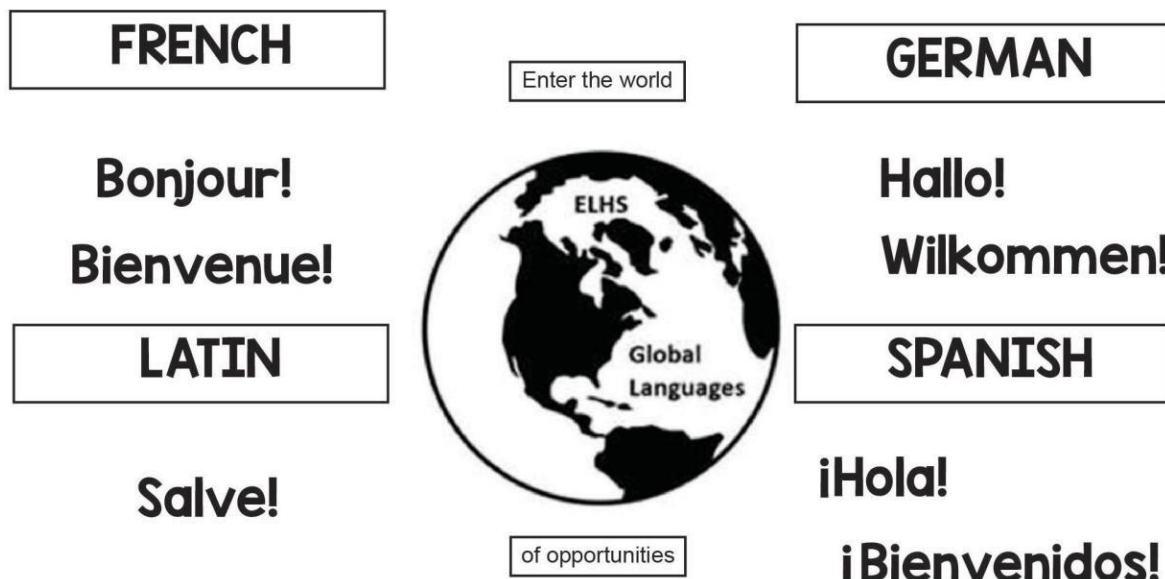 FRENCH
Bonjour!
Bienvenue!
LATIN
Salve!
Enter the world
ELHS
Global
Languages
of opportunities
GERMAN
Hallo!
Wilkommen!
SPANISH
¡Hola!
¡Bienvenidos!